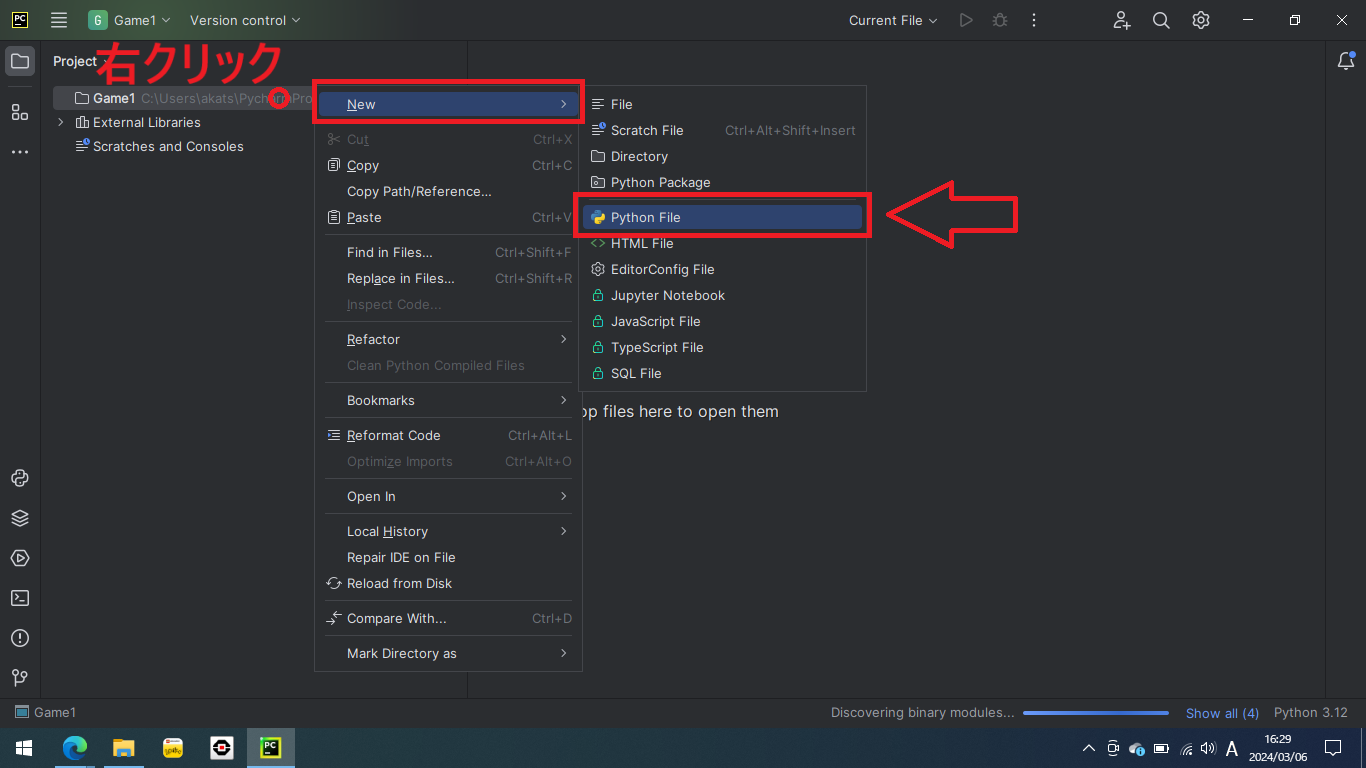 PC
G Game1
Version control
Current File
Project
右クリック
Game1 C:\Users\akats\PycharmPro
External Libraries
Scratches and Consoles
New
Cut Ctrl+X
Copy Ctrl+C
Copy Path/Reference...
Paste Ctrl+V
Find in Files... Ctrl+Shift+F
Replace in Files... Ctrl+Shift+R
Inspect Code...
Refactor
Clean Python Compiled Files
Bookmarks
Reformat Code Ctrl+Alt+L
Optimize Imports Ctrl+Alt+O
Open In
Local History
Repair IDE on File
Reload from Disk
Compare With... Ctrl+D
Mark Directory as
File
Scratch File Ctrl+Alt+Shift+Insert
Directory
Python Package
Python File
HTML File
EditorConfig File
Jupyter Notebook
JavaScript File
TypeScript File
SQL File
op files here to open them
Game1
Discovering binary modules...
Show all (4)
Python 3.12
PC
A
16:29
2024/03/06